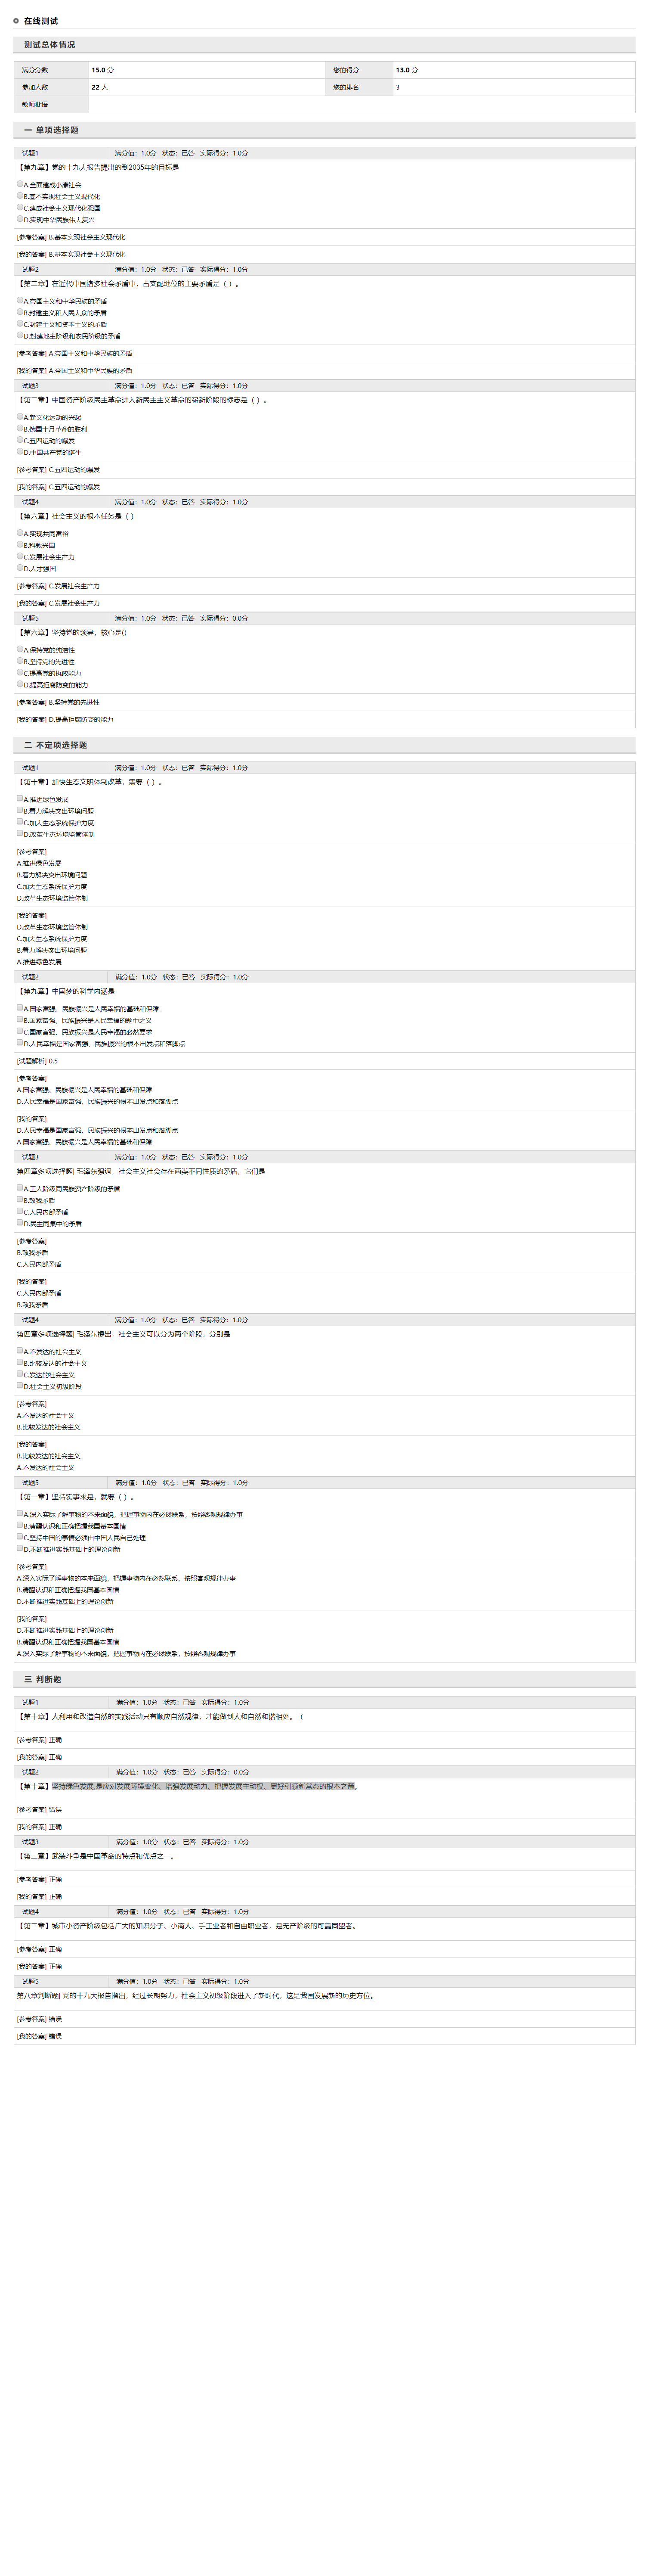 在线测试
测试总体情况
满分分数 15.0 分 您的得分 13.0 分
参加人数 22 人 您的排名 3
教师批语
一 单项选择题
试题1 满分值：1.0分 状态：已答 实际得分：1.0分
【第九章】党的十九大报告提出的到2035年的目标是
A.全面建成小康社会
B.基本实现社会主义现代化
C.建成社会主义现代化强国
D.实现中华民族伟大复兴
[参考答案] B.基本实现社会主义现代化
[我的答案] B.基本实现社会主义现代化
试题2 满分值：1.0分 状态：已答 实际得分：1.0分
【第二章】在近代中国诸多社会矛盾中，占支配地位的主要矛盾是（ ）。
A.帝国主义和中华民族的矛盾
B.封建主义和人民大众的矛盾
C.封建主义和资本主义的矛盾
D.封建地主阶级和农民阶级的矛盾
[参考答案] A.帝国主义和中华民族的矛盾
[我的答案] A.帝国主义和中华民族的矛盾
试题3 满分值：1.0分 状态：已答 实际得分：1.0分
【第二章】中国资产阶级民主革命进入新民主主义革命的崭新阶段的标志是（ ）。
A.新文化运动的兴起
B.俄国十月革命的胜利
C.五四运动的爆发
D.中国共产党的诞生
[参考答案] C.五四运动的爆发
[我的答案] C.五四运动的爆发
试题4 满分值：1.0分 状态：已答 实际得分：1.0分
【第六章】社会主义的根本任务是（ ）
A.实现共同富裕
B.科教兴国
C.发展社会生产力
D.人才强国
[参考答案] C.发展社会生产力
[我的答案] C.发展社会生产力
试题5 满分值：1.0分 状态：已答 实际得分：0.0分
【第六章】坚持党的领导，核心是()
A.保持党的纯洁性
B.坚持党的先进性
C.提高党的执政能力
D.提高拒腐防变的能力
[参考答案] B.坚持党的先进性
[我的答案] D.提高拒腐防变的能力
二 不定项选择题
试题1 满分值：1.0分 状态：已答 实际得分：1.0分
【第十章】加快生态文明体制改革，需要（ ）。
A.推进绿色发展
B.着力解决突出环境问题
C.加大生态系统保护力度
D.改革生态环境监管体制
[参考答案]
A.推进绿色发展
B.着力解决突出环境问题
C.加大生态系统保护力度
D.改革生态环境监管体制
[我的答案]
D.改革生态环境监管体制
C.加大生态系统保护力度
B.着力解决突出环境问题
A.推进绿色发展
试题2 满分值：1.0分 状态：已答 实际得分：1.0分
【第九章】中国梦的科学内涵是
A.国家富强、民族振兴是人民幸福的基础和保障
B.国家富强、民族振兴是人民幸福的题中之义
C.国家富强、民族振兴是人民幸福的必然要求
D.人民幸福是国家富强、民族振兴的根本出发点和落脚点
[试题解析] 0.5
[参考答案]
A.国家富强、民族振兴是人民幸福的基础和保障
D.人民幸福是国家富强、民族振兴的根本出发点和落脚点
[我的答案]
D.人民幸福是国家富强、民族振兴的根本出发点和落脚点
A.国家富强、民族振兴是人民幸福的基础和保障
试题3 满分值：1.0分 状态：已答 实际得分：1.0分
第四章多项选择题| 毛泽东强调，社会主义社会存在两类不同性质的矛盾，它们是
A.工人阶级同民族资产阶级的矛盾
B.敌我矛盾
C.人民内部矛盾
D.民主同集中的矛盾
[参考答案]
B.敌我矛盾
C.人民内部矛盾
[我的答案]
C.人民内部矛盾
B.敌我矛盾
试题4 满分值：1.0分 状态：已答 实际得分：1.0分
第四章多项选择题| 毛泽东提出，社会主义可以分为两个阶段，分别是
A.不发达的社会主义
B.比较发达的社会主义
C.发达的社会主义
D.社会主义初级阶段
[参考答案]
A.不发达的社会主义
B.比较发达的社会主义
[我的答案]
B.比较发达的社会主义
A.不发达的社会主义
试题5 满分值：1.0分 状态：已答 实际得分：1.0分
【第一章】坚持实事求是，就要（ ）。
A.深入实际了解事物的本来面貌，把握事物内在必然联系，按照客观规律办事
B.清醒认识和正确把握我国基本国情
C.坚持中国的事情必须由中国人民自己处理
D.不断推进实践基础上的理论创新
[参考答案]
A.深入实际了解事物的本来面貌，把握事物内在必然联系，按照客观规律办事
B.清醒认识和正确把握我国基本国情
D.不断推进实践基础上的理论创新
[我的答案]
D.不断推进实践基础上的理论创新
B.清醒认识和正确把握我国基本国情
A.深入实际了解事物的本来面貌，把握事物内在必然联系，按照客观规律办事
三 判断题
试题1 满分值：1.0分 状态：已答 实际得分：1.0分
【第十章】人利用和改造自然的实践活动只有顺应自然规律，才能做到人和自然和谐相处。（
[参考答案] 正确
[我的答案] 正确
试题2 满分值：1.0分 状态：已答 实际得分：0.0分
【第十章】坚持绿色发展,是应对发展环境变化、增强发展动力、把握发展主动权，更好引领新常态的根本之策。
[参考答案] 错误
[我的答案] 正确
试题3 满分值：1.0分 状态：已答 实际得分：1.0分
【第二章】武装斗争是中国革命的特点和优点之一。
[参考答案] 正确
[我的答案] 正确
试题4 满分值：1.0分 状态：已答 实际得分：1.0分
【第二章】城市小资产阶级包括广大的知识分子、小商人、手工业者和自由职业者，是无产阶级的可靠同盟者。
[参考答案] 正确
[我的答案] 正确
试题5 满分值：1.0分 状态：已答 实际得分：1.0分
第八章判断题| 党的十九大报告指出，经过长期努力，社会主义初级阶段进入了新时代，这是我国发展新的历史方位。
[参考答案] 错误
[我的答案] 错误